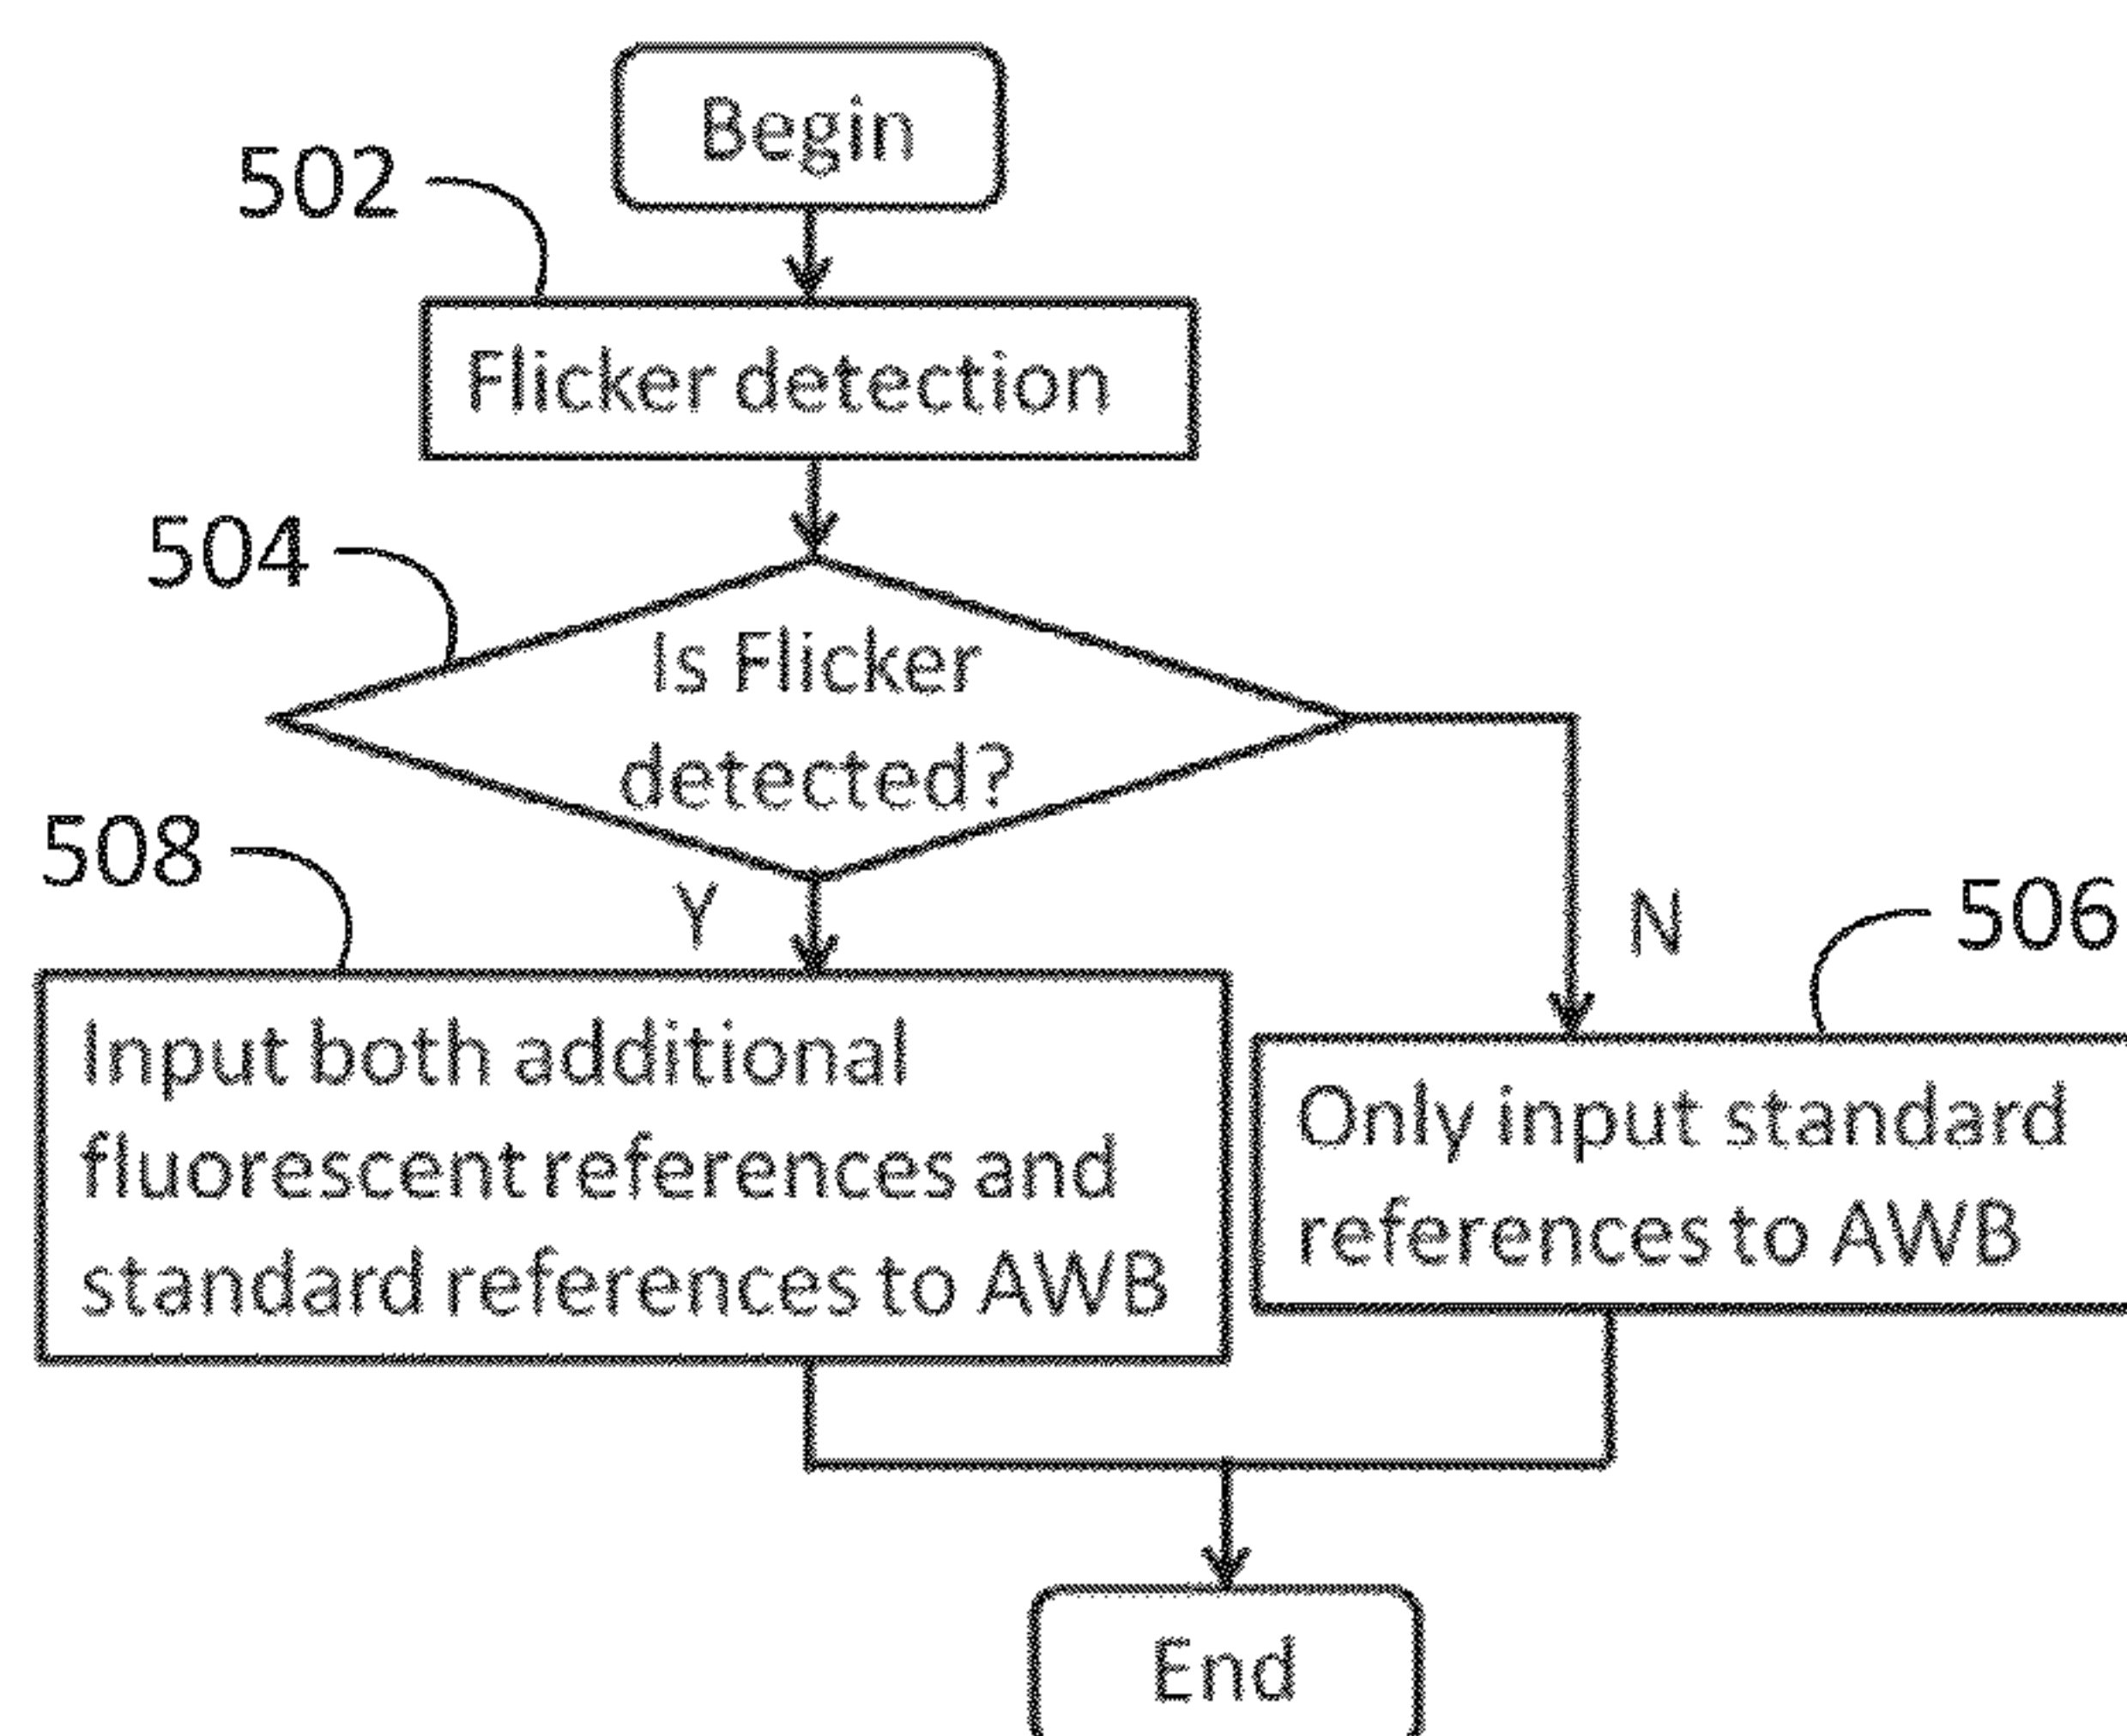 Begin
502
Flicker detection
504
Is Flicker
detected?
508
Y
N
506
Input both additional
fluorescent references and
standard references to AWB
Only input standard
references to AWB
End